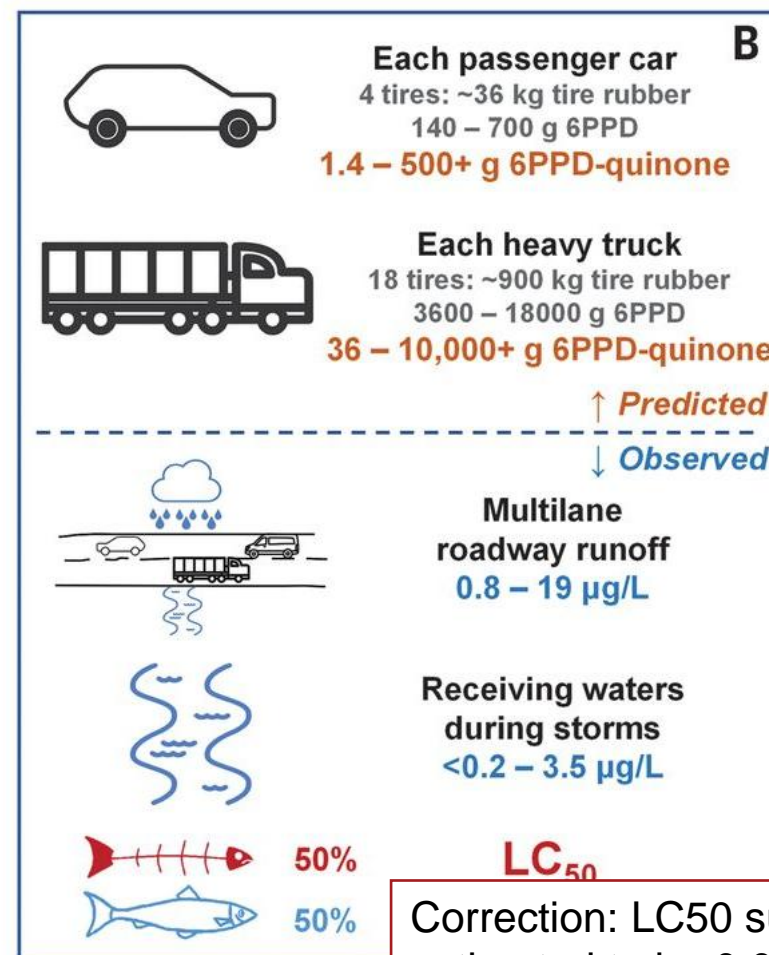 B
Each passenger car
4 tires: ~36 kg tire rubber
140 – 700 g 6PPD
1.4 – 500+ g 6PPD-quinone
Each heavy truck
18 tires: ~900 kg tire rubber
3600 – 18000 g 6PPD
36 – 10,000+ g 6PPD-quinone
↑ Predicted
↓ Observed
Multilane
roadway runoff
0.8 – 19 µg/L
Receiving waters
during storms
<0.2 – 3.5 µg/L
50%
LC50
50%
Correction: LC50